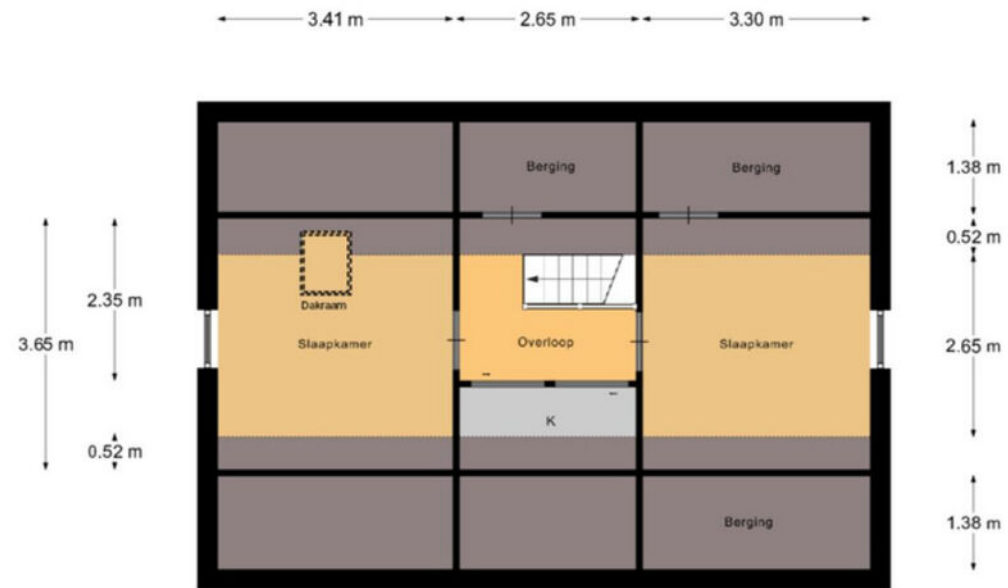 3.41 m 2.65 m 3.30 m
Berging Berging 1.38 m
0.52 m
2.35 m
Dakraam
3.65 m Slaapkamer Overloop Slaapkamer 2.65 m
K
0.52 m
Berging 1.38 m